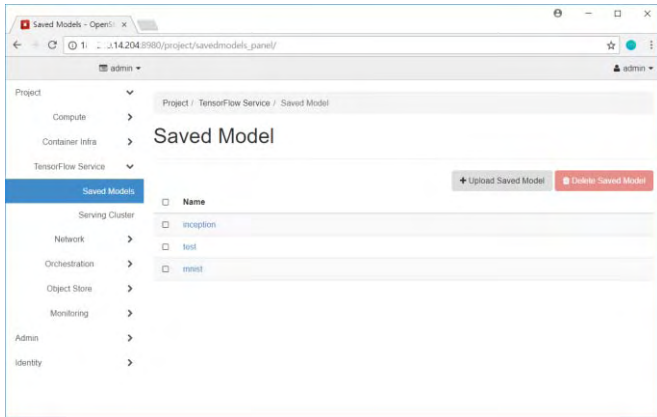 Saved Models - OpenSt
.14.204:8980/project/savedmodels_panel/
admin
admin
Project
Compute
Container Infra
TensorFlow Service
Saved Models
Serving Cluster
Network
Orchestration
Object Store
Monitoring
Admin
Identity
Project / TensorFlow Service / Saved Model
Saved Model
Upload Saved Model
Delete Saved Model
Name
inception
test
mnist